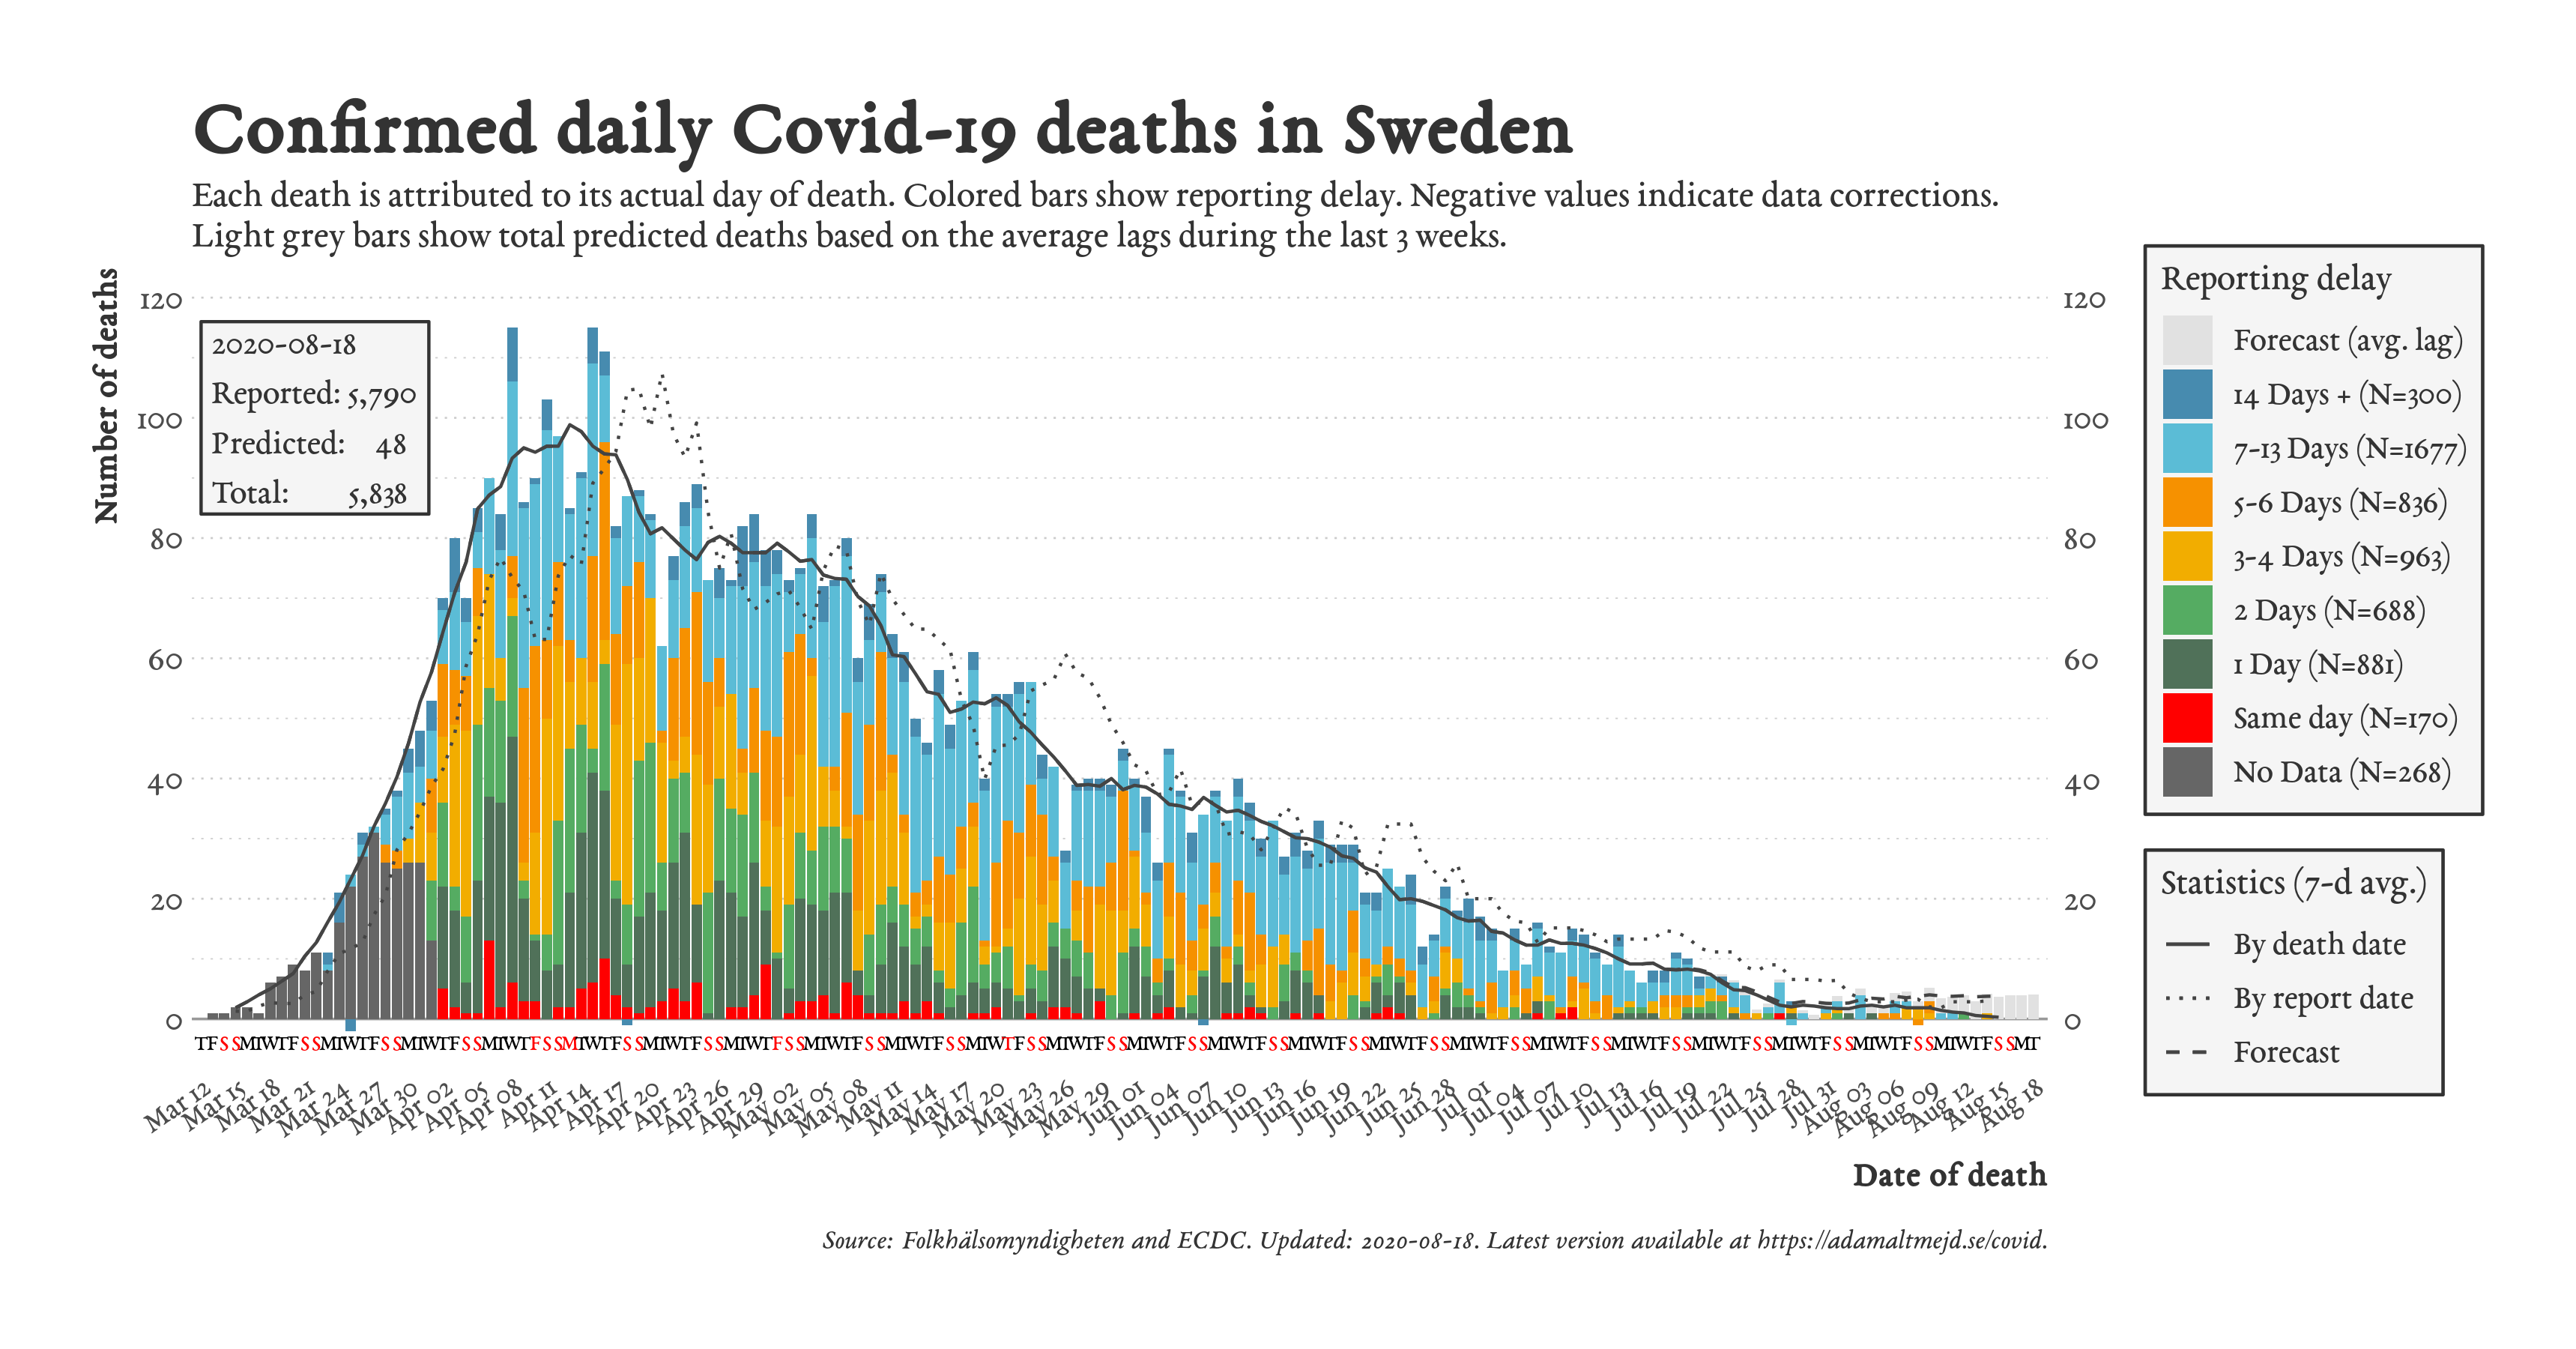 Confirmed daily Covid-19 deaths in Sweden
Each death is attributed to its actual day of death. Colored bars show reporting delay. Negative values indicate data corrections.
Light grey bars show total predicted deaths based on the average lags during the last 3 weeks.
Number of deaths
120
100
80
60
40
20
0
2020-08-18
Reported: 5,790
Predicted: 48
Total: 5,838
120
100
80
60
40
20
0
TFSSMTWTFSSMTWTFSSMTWTFSSMTWTFSSMTWTFSSMTWTFSSMTWTFSSMTWTFSSMTWTFSSMTWTFSSMTWTFSSMTWTFSSMTWTFSSMTWTFSSMTWTFSSMTWTFSSMTWTFSSMTWTFSSMTWTFSSMTWTFSSMTWTFSSMTWTFSSMT
Mar 12 Mar 15 Mar 18 Mar 21 Mar 24 Mar 27 Mar 30 Apr 02 Apr 05 Apr 08 Apr 11 Apr 14 Apr 17 Apr 20 Apr 23 Apr 26 Apr 29 May 02 May 05 May 08 May 11 May 14 May 17 May 20 May 23 May 26 May 29 Jun 01 Jun 04 Jun 07 Jun 10 Jun 13 Jun 16 Jun 19 Jun 22 Jun 25 Jun 28 Jul 01 Jul 04 Jul 07 Jul 10 Jul 13 Jul 16 Jul 19 Jul 22 Jul 25 Jul 28 Jul 31 Aug 03 Aug 06 Aug 09 Aug 12 Aug 15 Aug 18
Date of death
Reporting delay
Forecast (avg. lag)
14 Days + (N=300)
7-13 Days (N=1677)
5-6 Days (N=836)
3-4 Days (N=963)
2 Days (N=688)
1 Day (N=881)
Same day (N=170)
No Data (N=268)
Statistics (7-d avg.)
By death date
By report date
Forecast
Source: Folkhälsomyndigheten and ECDC. Updated: 2020-08-18. Latest version available at https://adamaltmejd.se/covid.